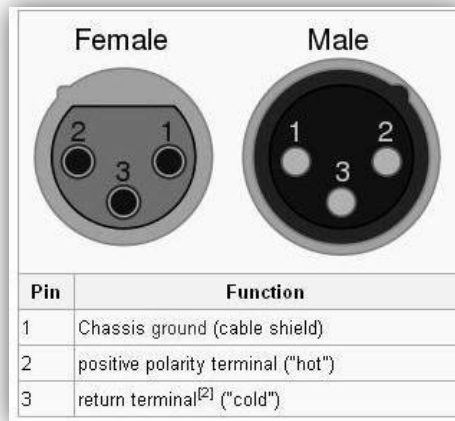 Female Male
2 1 1 2
3 3
Pin Function
1 Chassis ground (cable shield)
2 positive polarity terminal ("hot")
3 return terminal[2] ("cold")